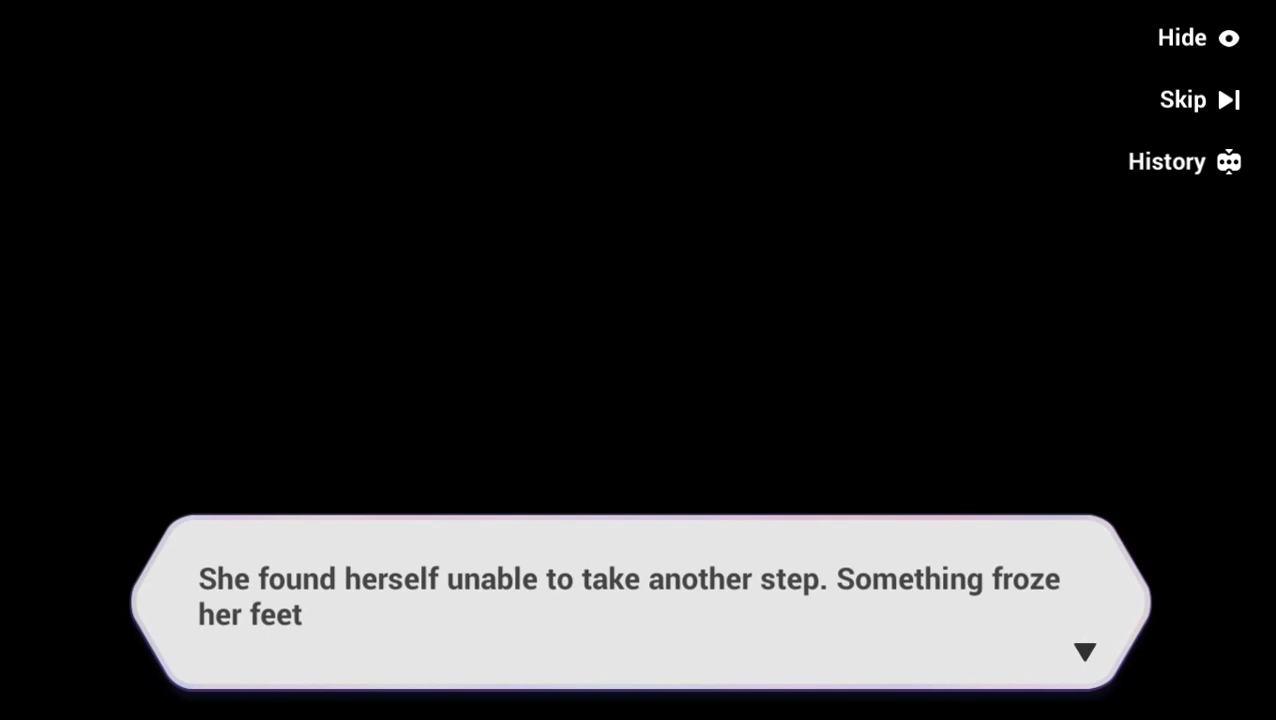 Hide
Skip
History
She found herself unable to take another step. Something froze
her feet